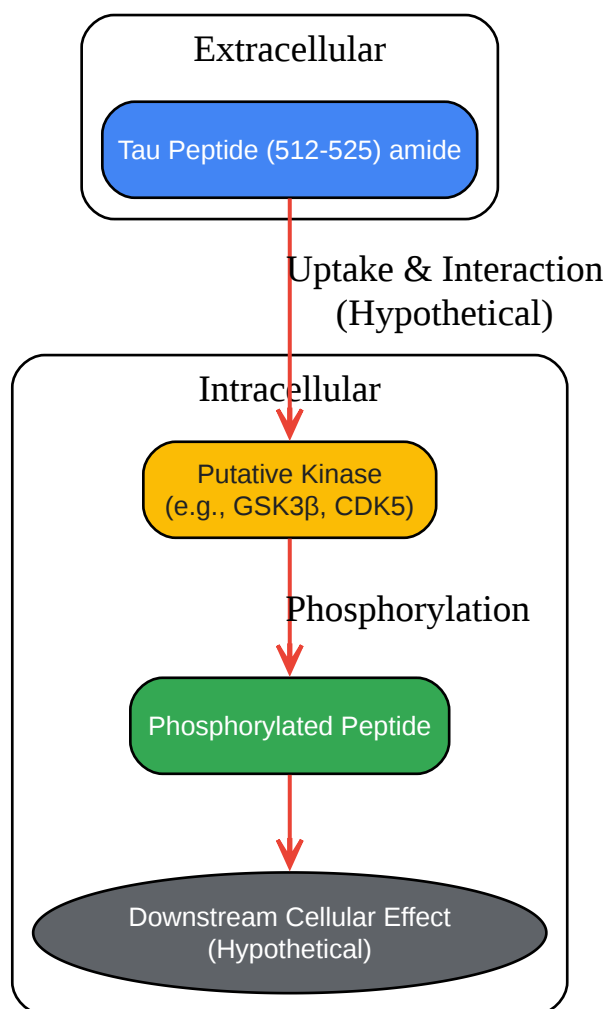 Extracellular
Tau Peptide (512-525) amide
Uptake & Interaction
(Hypothetical)
Intracellular
Putative Kinase
(e.g., GSK3β, CDK5)
Phosphorylation
Phosphorylated Peptide
Downstream Cellular Effect
(Hypothetical)